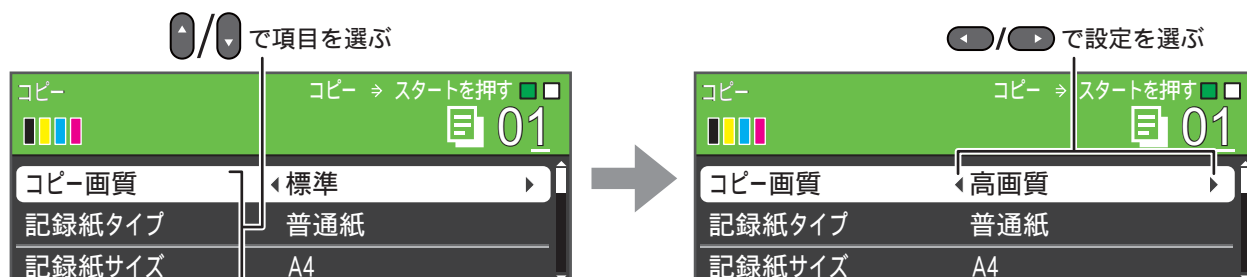 / で項目を選ぶ
コピー コピー ⇒ スタートを押す
01
コピー画質 標準
記録紙タイプ 普通紙
記録紙サイズ A4
/ で設定を選ぶ
コピー コピー ⇒ スタートを押す
01
コピー画質 高画質
記録紙タイプ 普通紙
記録紙サイズ A4